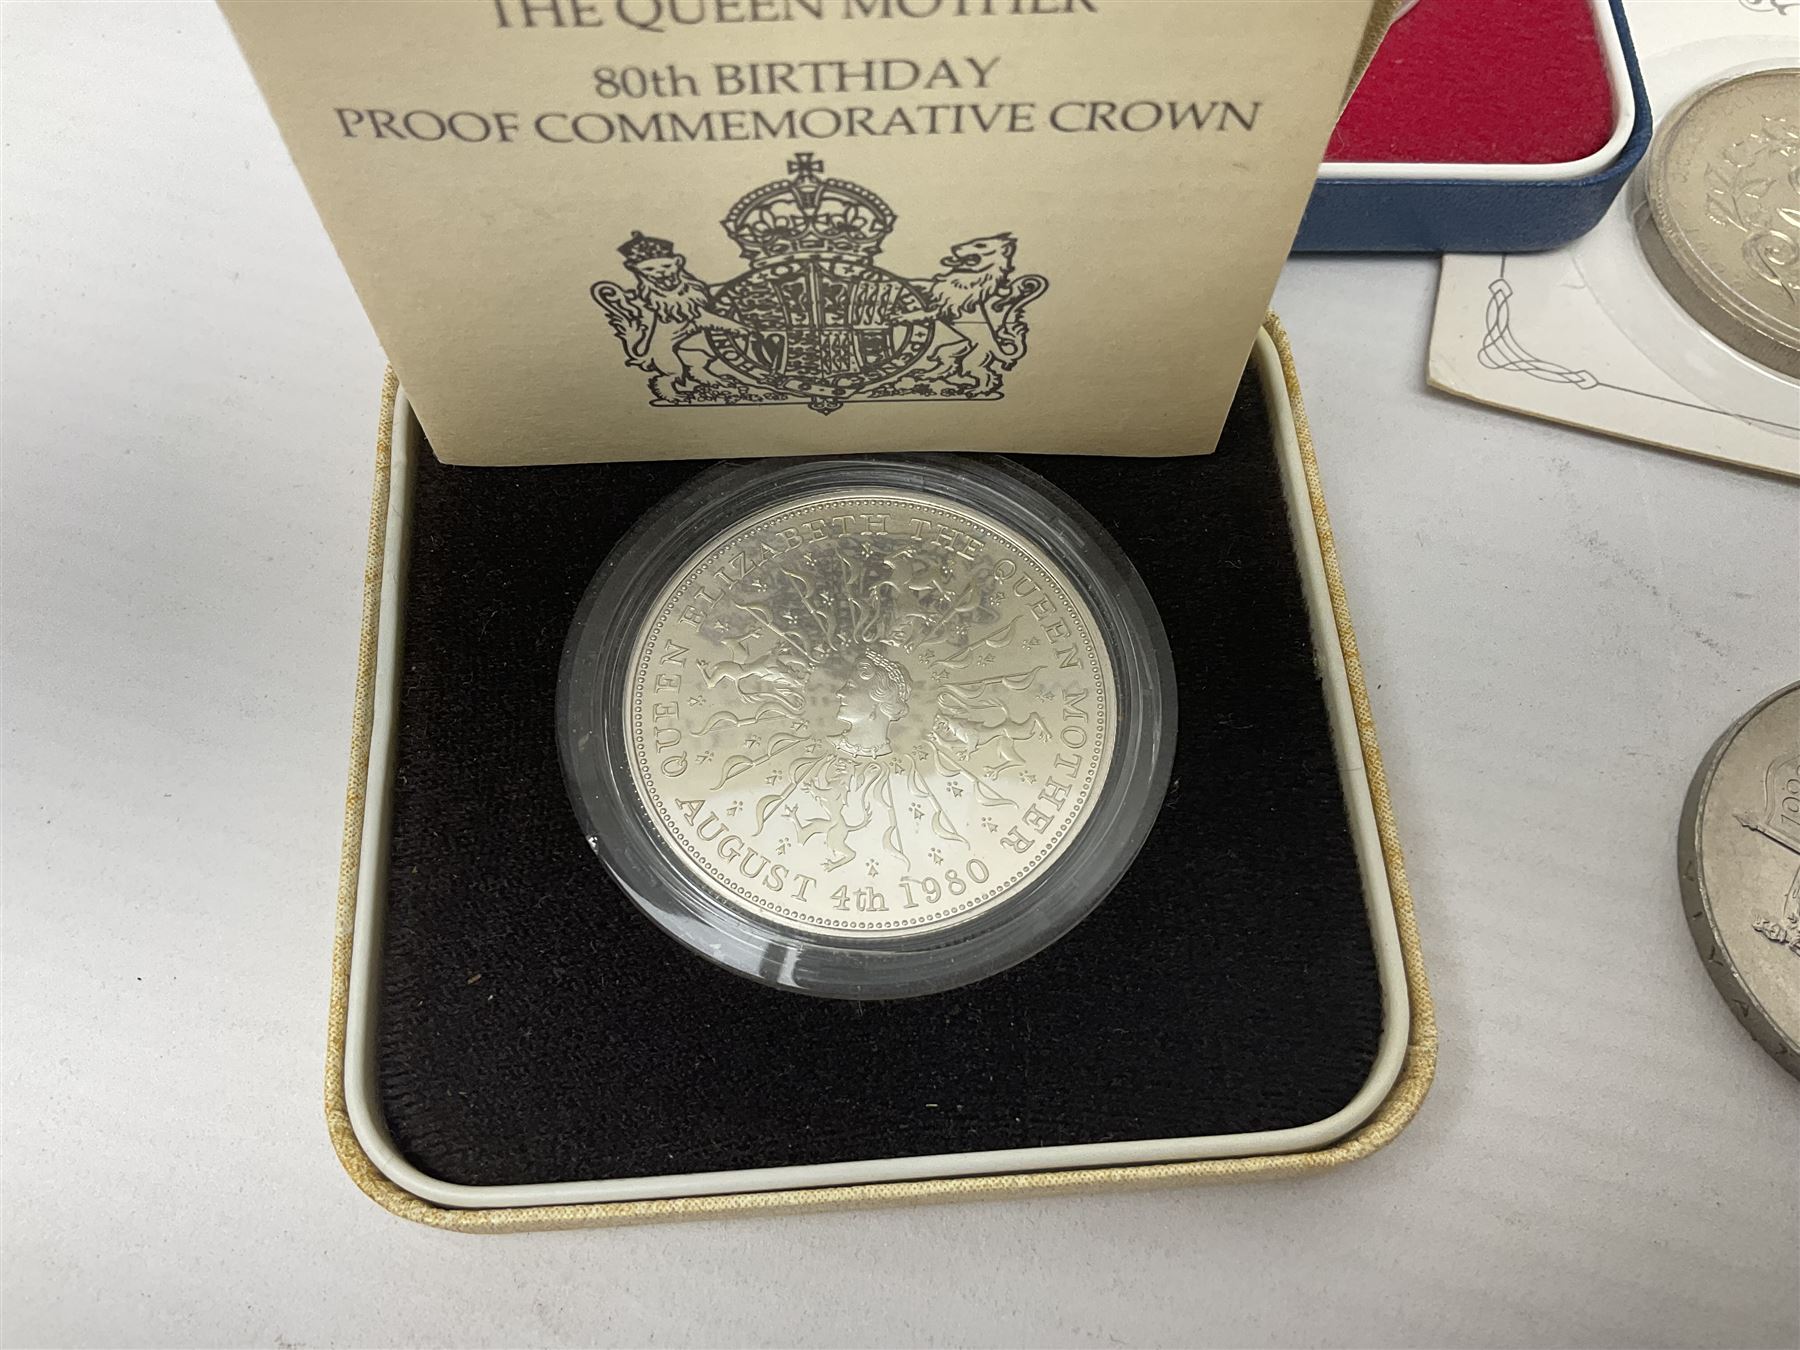 THE QUEEN MOTHER
80th BIRTHDAY
PROOF COMMEMORATIVE CROWN
QUEEN ELIZABETH THE QUEEN MOTHER
AUGUST 4th 1980